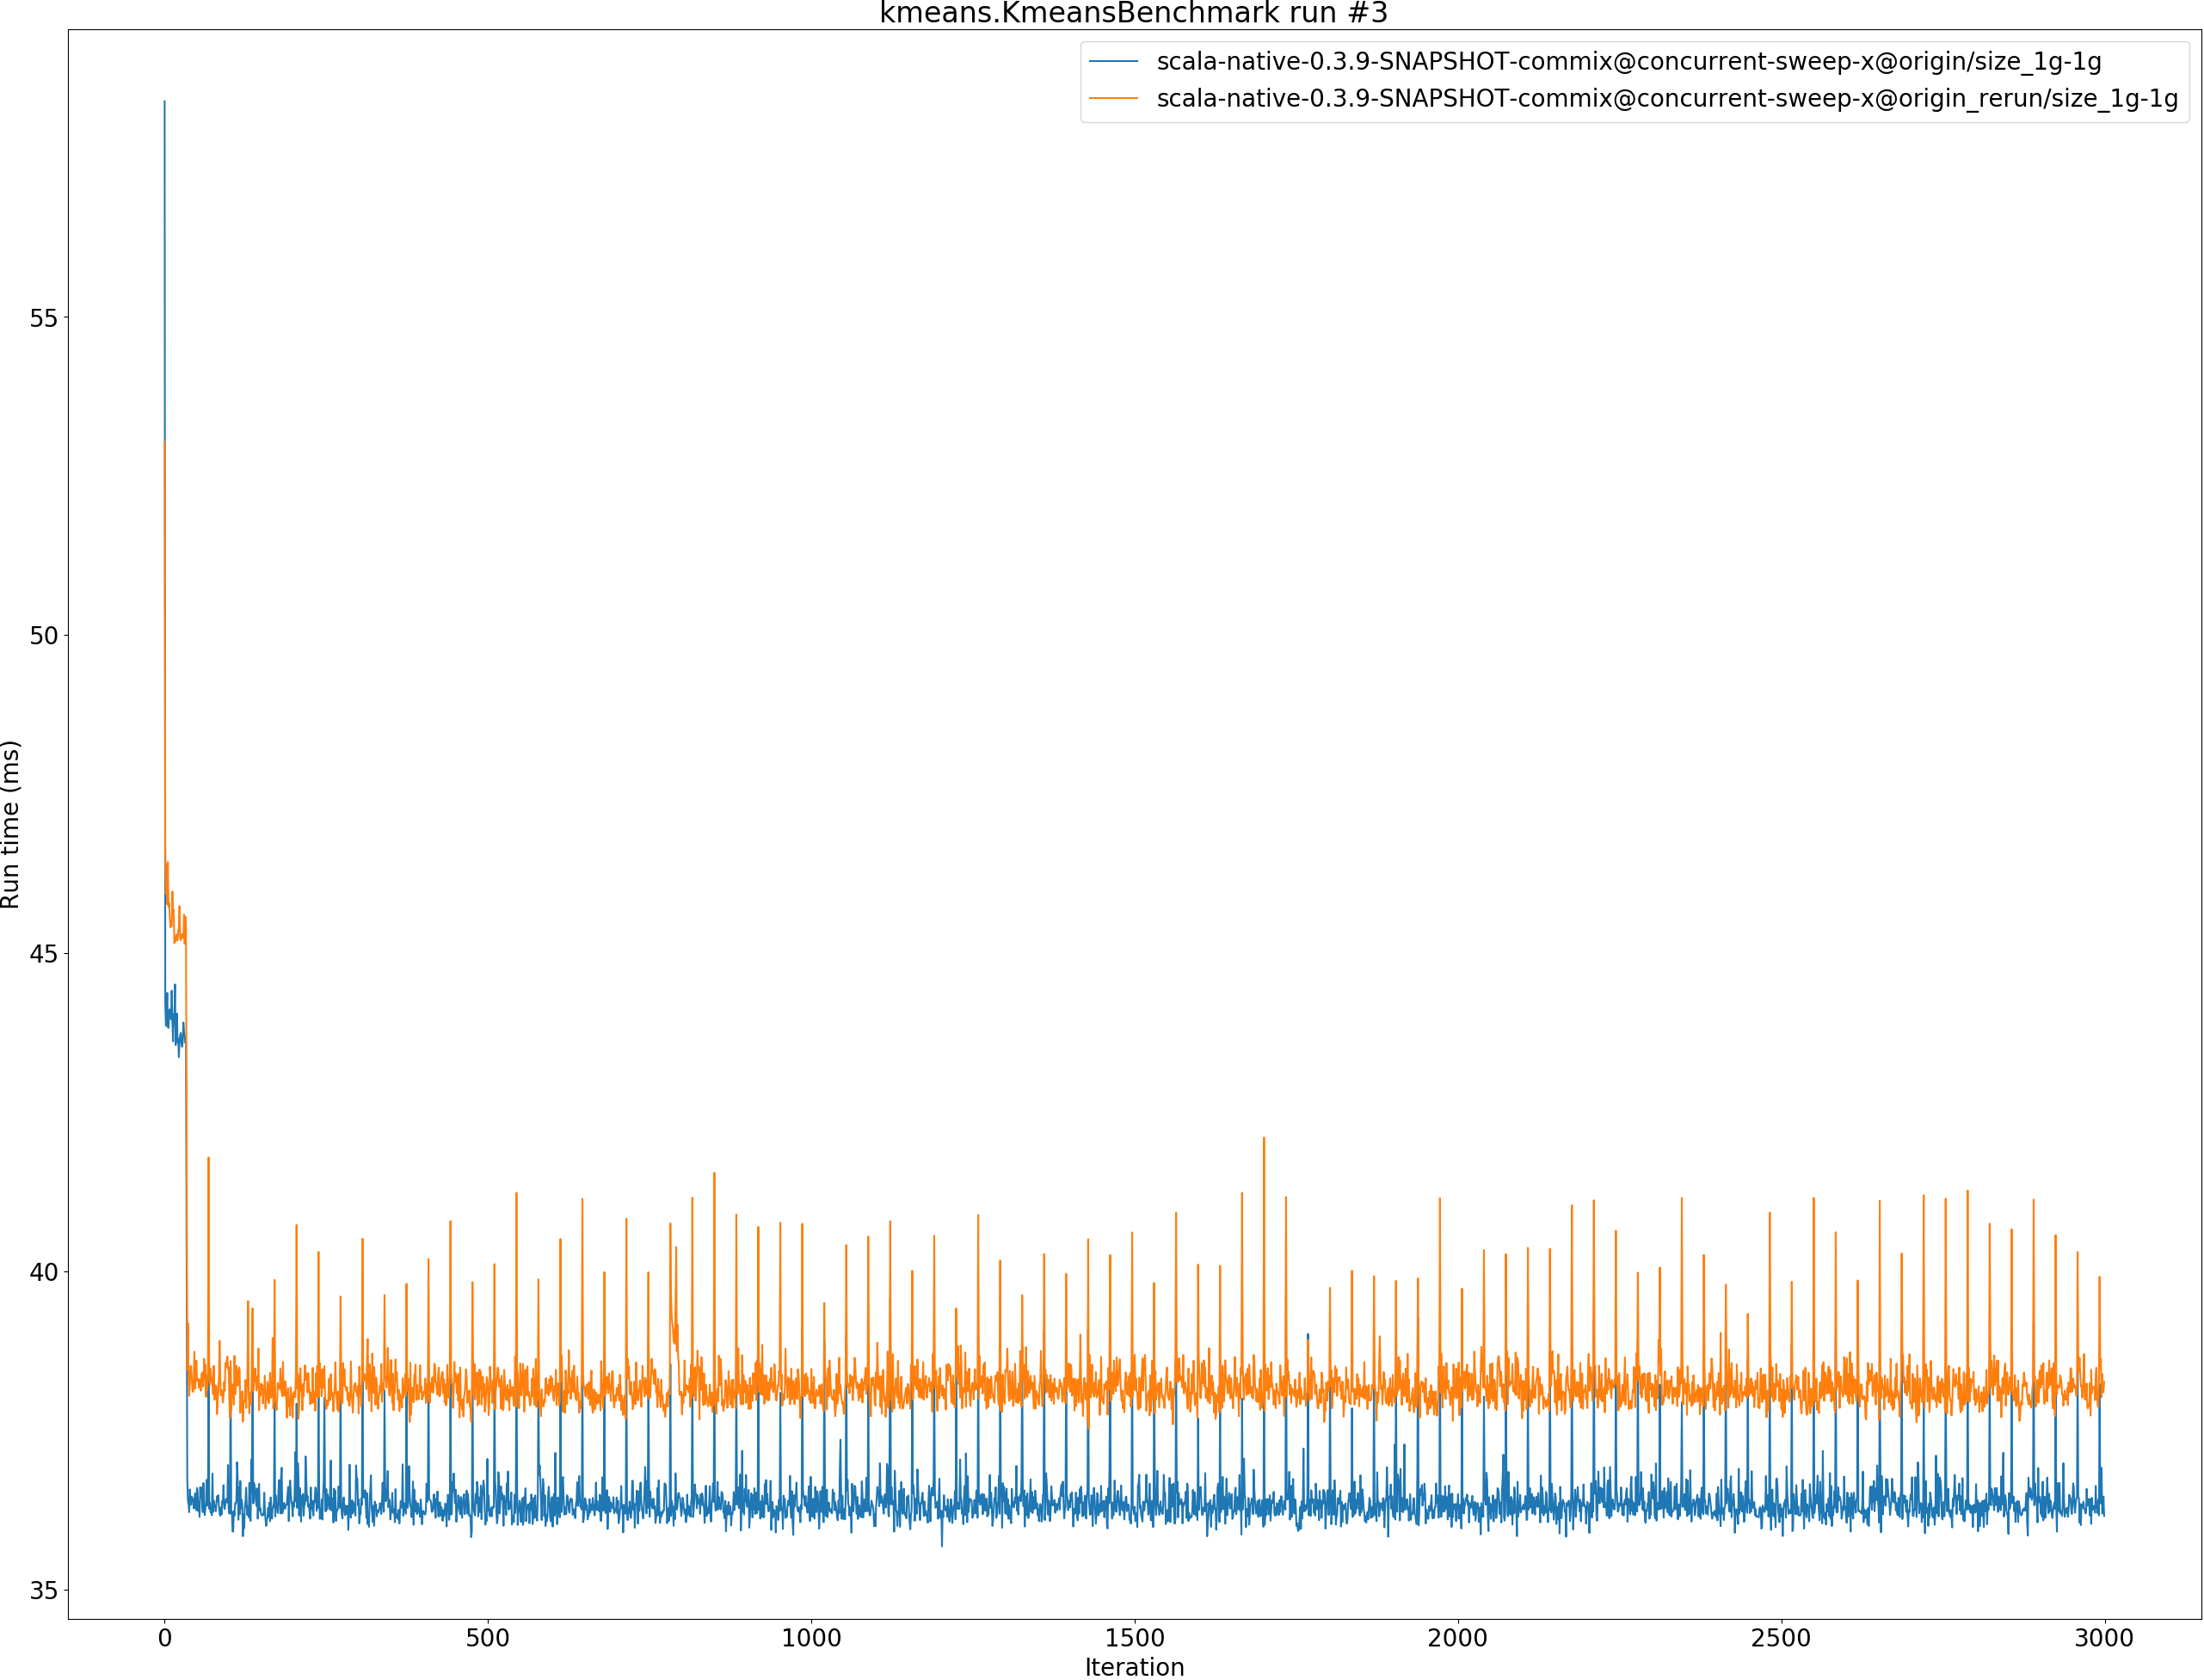 kmeans.KmeansBenchmark run #3
scala-native-0.3.9-SNAPSHOT-commix@concurrent-sweep-x@origin/size_1g-1g
scala-native-0.3.9-SNAPSHOT-commix@concurrent-sweep-x@origin_rerun/size_1g-1g
Run time (ms)
55
50
45
40
35
0
500
1000
1500
2000
2500
3000
Iteration